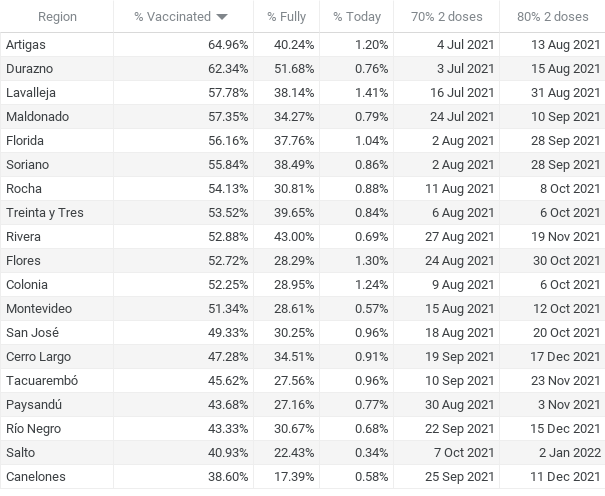 Region % Vaccinated % Fully % Today 70% 2 doses 80% 2 doses
Artigas 64.96% 40.24% 1.20% 4 Jul 2021 13 Aug 2021
Durazno 62.34% 51.68% 0.76% 3 Jul 2021 15 Aug 2021
Lavalleja 57.78% 38.14% 1.41% 16 Jul 2021 31 Aug 2021
Maldonado 57.35% 34.27% 0.79% 24 Jul 2021 10 Sep 2021
Florida 56.16% 37.76% 1.04% 2 Aug 2021 28 Sep 2021
Soriano 55.84% 38.49% 0.86% 2 Aug 2021 28 Sep 2021
Rocha 54.13% 30.81% 0.88% 11 Aug 2021 8 Oct 2021
Treinta y Tres 53.52% 39.65% 0.84% 6 Aug 2021 6 Oct 2021
Rivera 52.88% 43.00% 0.69% 27 Aug 2021 19 Nov 2021
Flores 52.72% 28.29% 1.30% 24 Aug 2021 30 Oct 2021
Colonia 52.25% 28.95% 1.24% 9 Aug 2021 6 Oct 2021
Montevideo 51.34% 28.61% 0.57% 15 Aug 2021 12 Oct 2021
San José 49.33% 30.25% 0.96% 18 Aug 2021 20 Oct 2021
Cerro Largo 47.28% 34.51% 0.91% 19 Sep 2021 17 Dec 2021
Tacuarembó 45.62% 27.56% 0.96% 10 Sep 2021 23 Nov 2021
Paysandú 43.68% 27.16% 0.77% 30 Aug 2021 3 Nov 2021
Río Negro 43.33% 30.67% 0.68% 22 Sep 2021 15 Dec 2021
Salto 40.93% 22.43% 0.34% 7 Oct 2021 2 Jan 2022
Canelones 38.60% 17.39% 0.58% 25 Sep 2021 11 Dec 2021